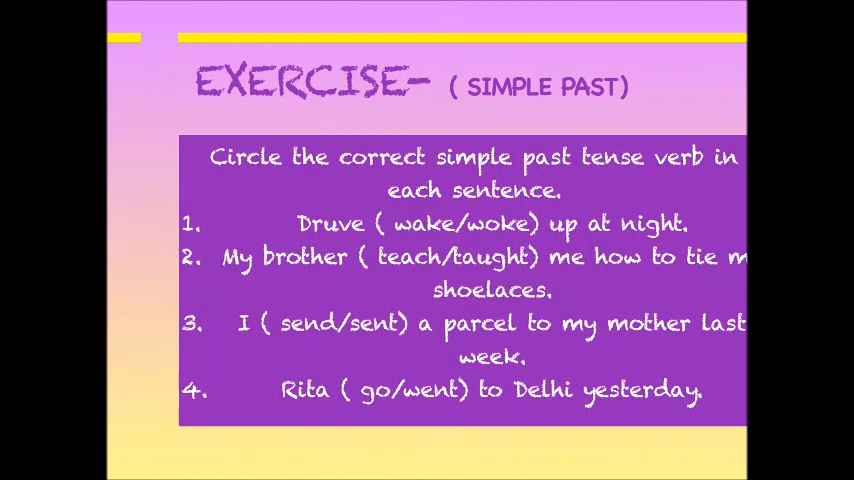 EXERCISE- ( SIMPLE PAST)
Circle the correct simple past tense verb in
each sentence.
1. Druve ( wake/woke) up at night.
2. My brother ( teach/taught) me how to tie
shoelaces.
3. I ( send/sent) a parcel to my mother last
week.
4. Rita ( go/went) to Delhi yesterday.